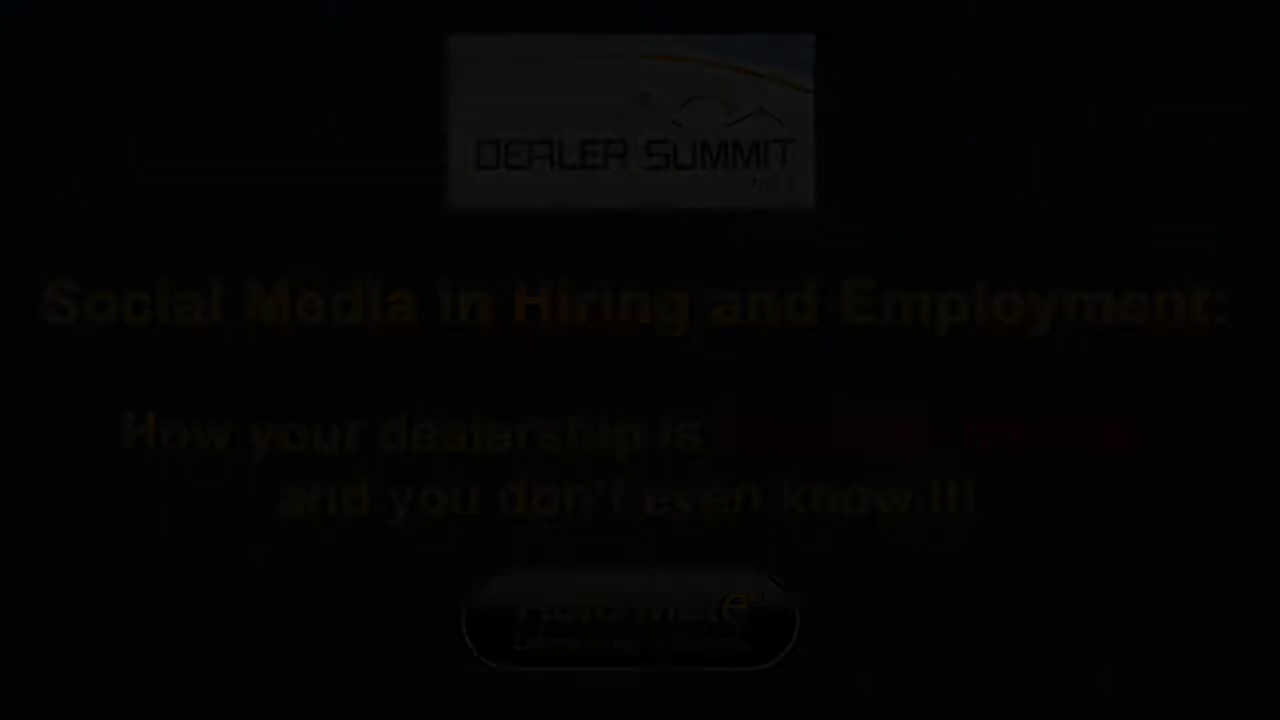 DEALER SUMMIT
Social Media in Hiring and Employment:
How your dealership is
and you don't even know it!